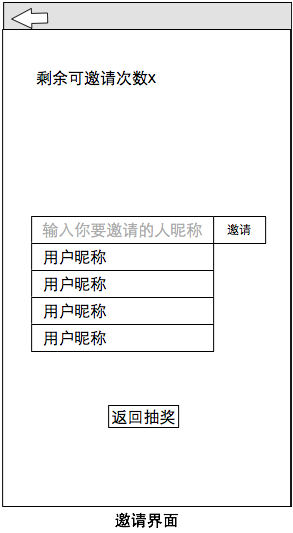 剩余可邀请次数x
输入你要邀请的人昵称 邀请
用户昵称
用户昵称
用户昵称
用户昵称
返回抽奖
邀请界面